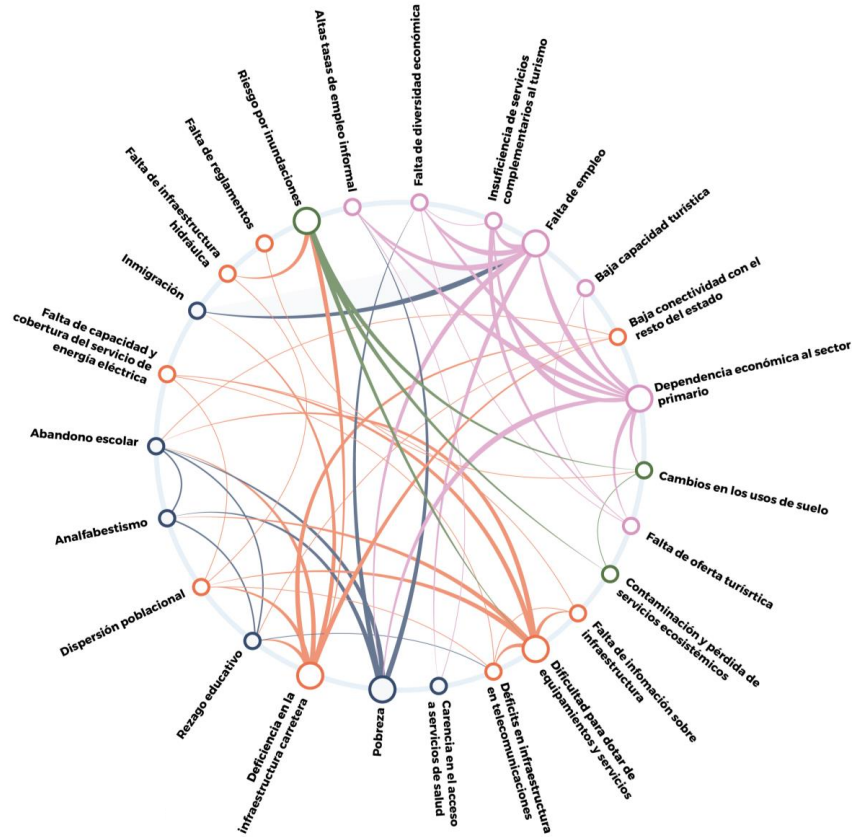 Altas tasas de empleo informal
Falta de diversidad económica
Insuficiencia de servicios
complementarios al turismo
Falta de empleo
Baja capacidad turística
Baja conectividad con el
resto del estado
Dependencia económica al sector
primario
Cambios en los usos de suelo
Falta de oferta turísrtica
Contaminación y pérdida de
servicios ecosistémicos
Falta de infomación sobre
infraestructura
Dificultad para dotar de
equipamientos y servicios
Déficits en infraestructura
en telecomunicaciones
Carencia en el acceso
a servicios de salud
Pobreza
Deficiencia en la
infraestructura carretera
Rezago educativo
Dispersión poblacional
Analfabestismo
Abandono escolar
Falta de capacidad y
cobertura del servicio de
energía eléctrica
Inmigración
Falta de infraestructura
hidráulca
Falta de reglamentos
Riesgo por inundaciones